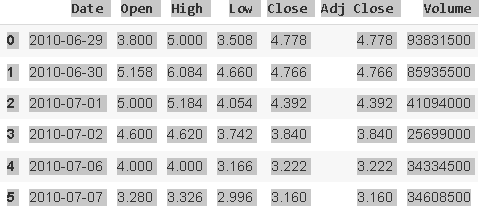 Date Open High Low Close Adj Close Volume
0 2010-06-29 3.800 5.000 3.508 4.778 4.778 93831500
1 2010-06-30 5.158 6.084 4.660 4.766 4.766 85935500
2 2010-07-01 5.000 5.184 4.054 4.392 4.392 41094000
3 2010-07-02 4.600 4.620 3.742 3.840 3.840 25699000
4 2010-07-06 4.000 4.000 3.166 3.222 3.222 34334500
5 2010-07-07 3.280 3.326 2.996 3.160 3.160 34608500